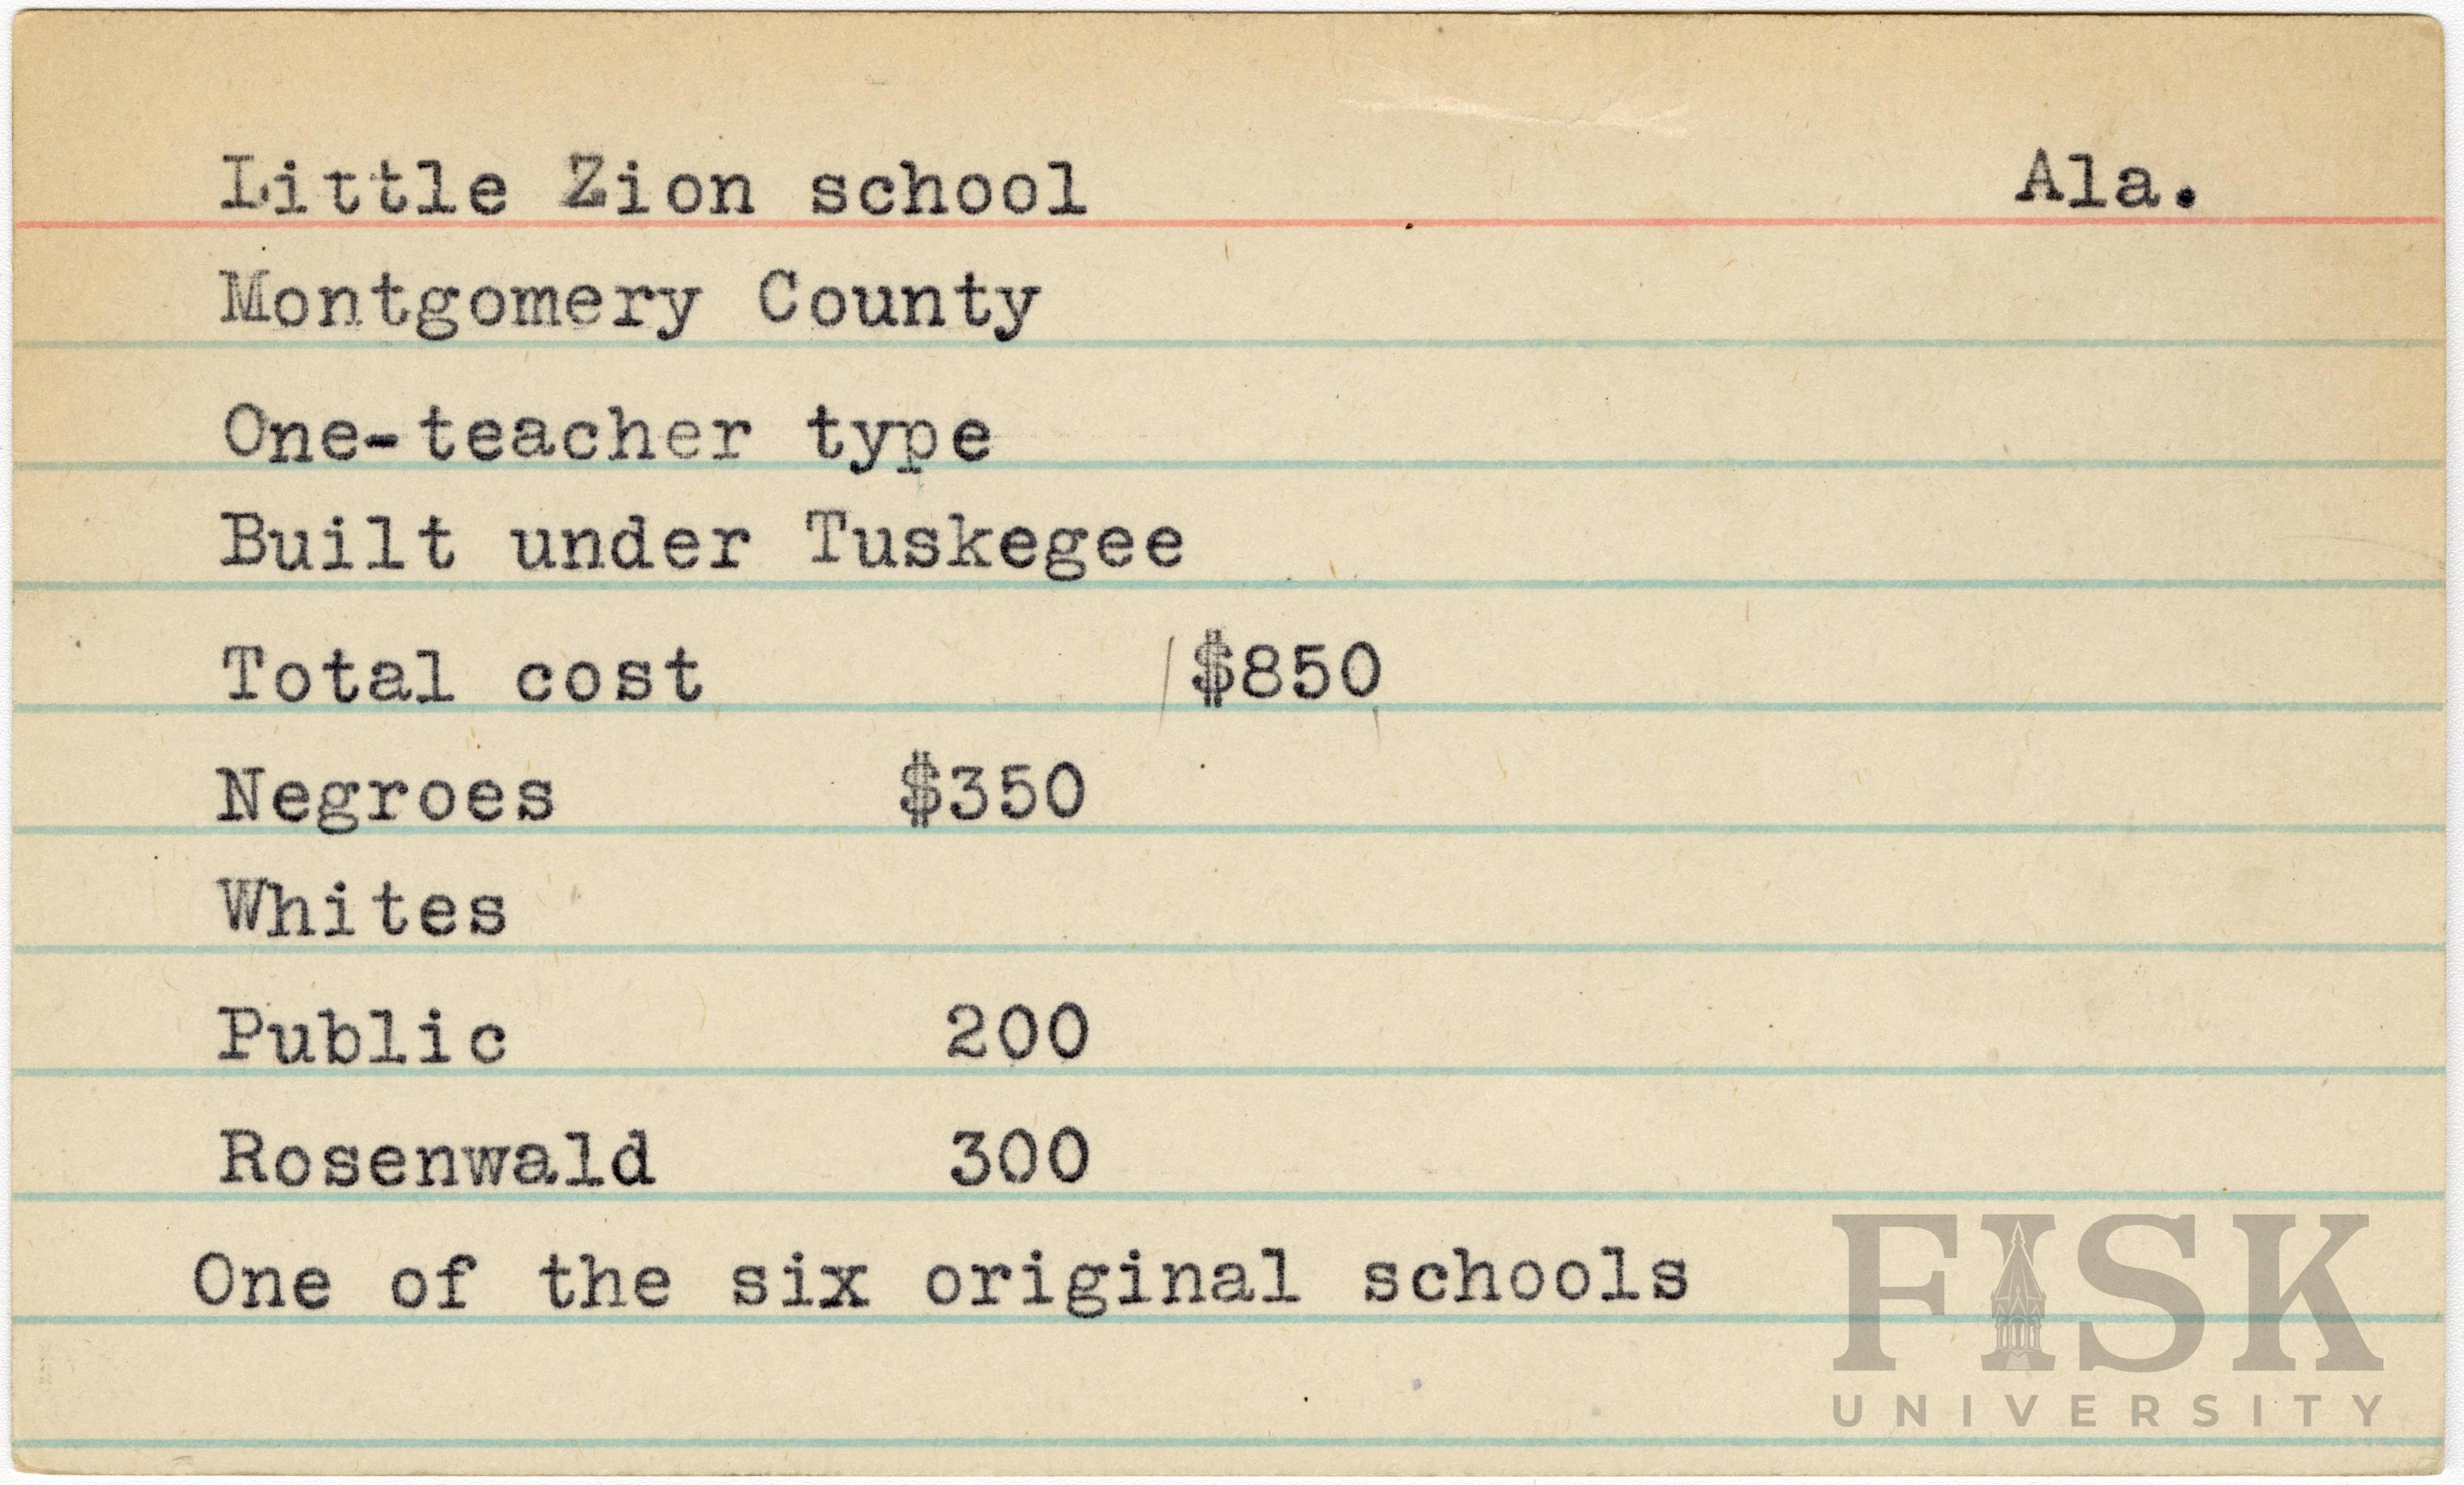 Little Zion school Ala.
Montgomery County
One-teacher type
Built under Tuskegee
Total cost $850
Negroes $350
Whites
Public 200
Rosenwald 300
One of the six original schools
FISK
UNIVERSITY